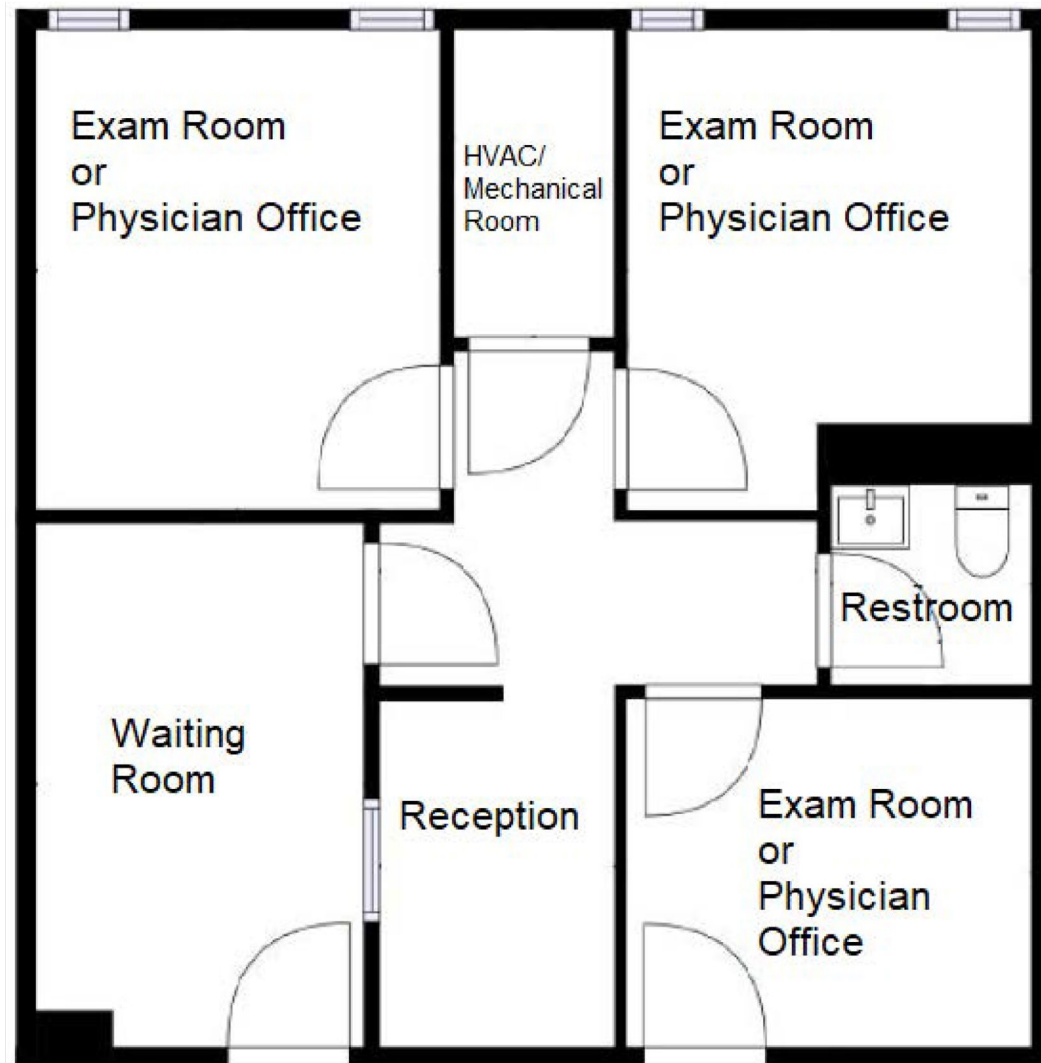 Exam Room
or
Physician Office
HVAC/
Mechanical
Room
Exam Room
or
Physician Office
Restroom
Waiting
Room
Reception
Exam Room
or
Physician
Office